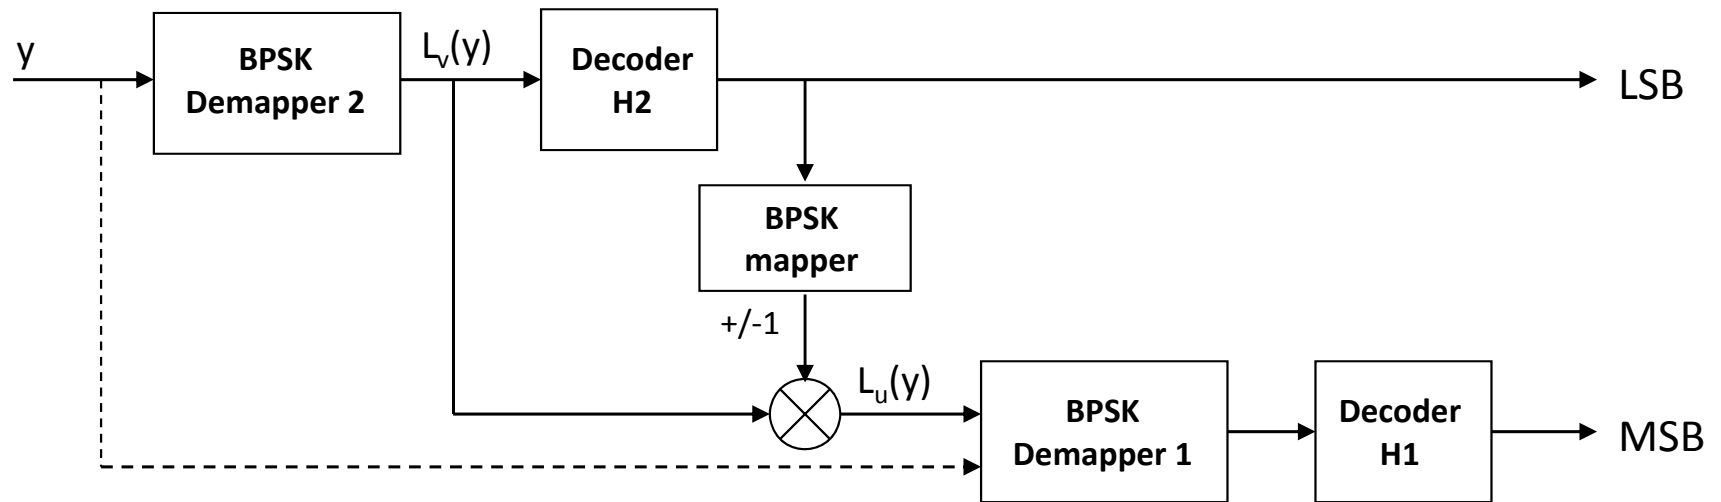 y
BPSK
Demapper 2
Lᵥ(y)
Decoder
H2
LSB
BPSK
mapper
+/-1
Lᵤ(y)
BPSK
Demapper 1
Decoder
H1
MSB